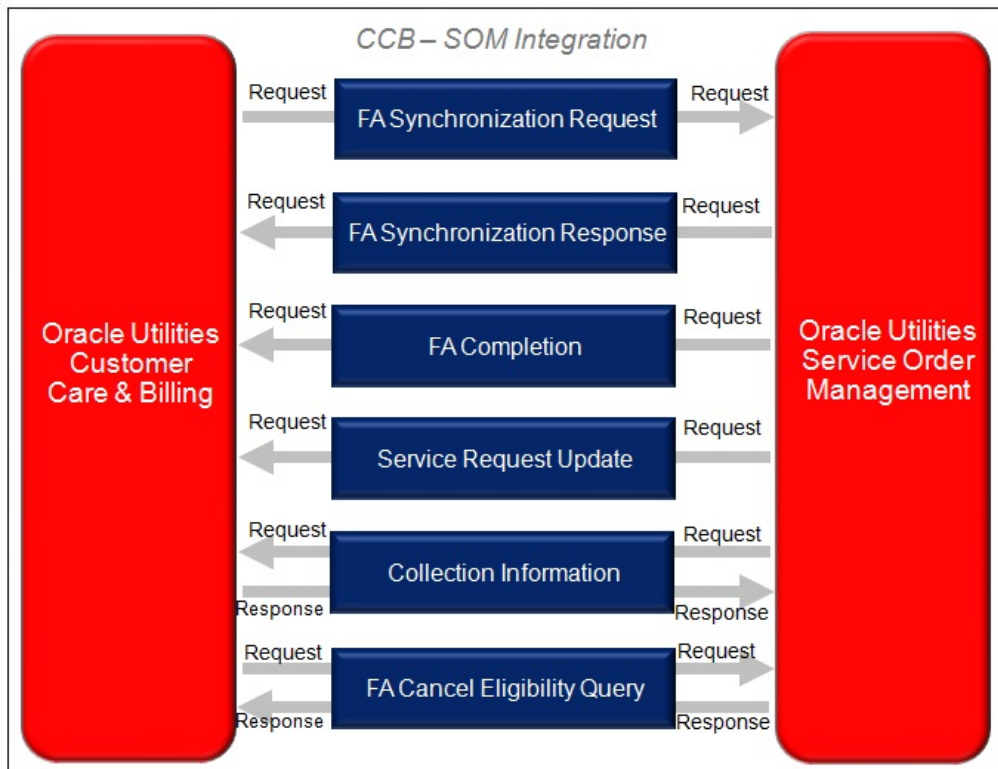 CCB – SOM Integration
Request
Request
FA Synchronization Request
Request
Request
FA Synchronization Response
Request
Request
FA Completion
Oracle Utilities
Customer
Care & Billing
Oracle Utilities
Service Order
Management
Request
Request
Service Request Update
Request
Request
Collection Information
Response
Response
Request
Request
FA Cancel Eligibility Query
Response
Response